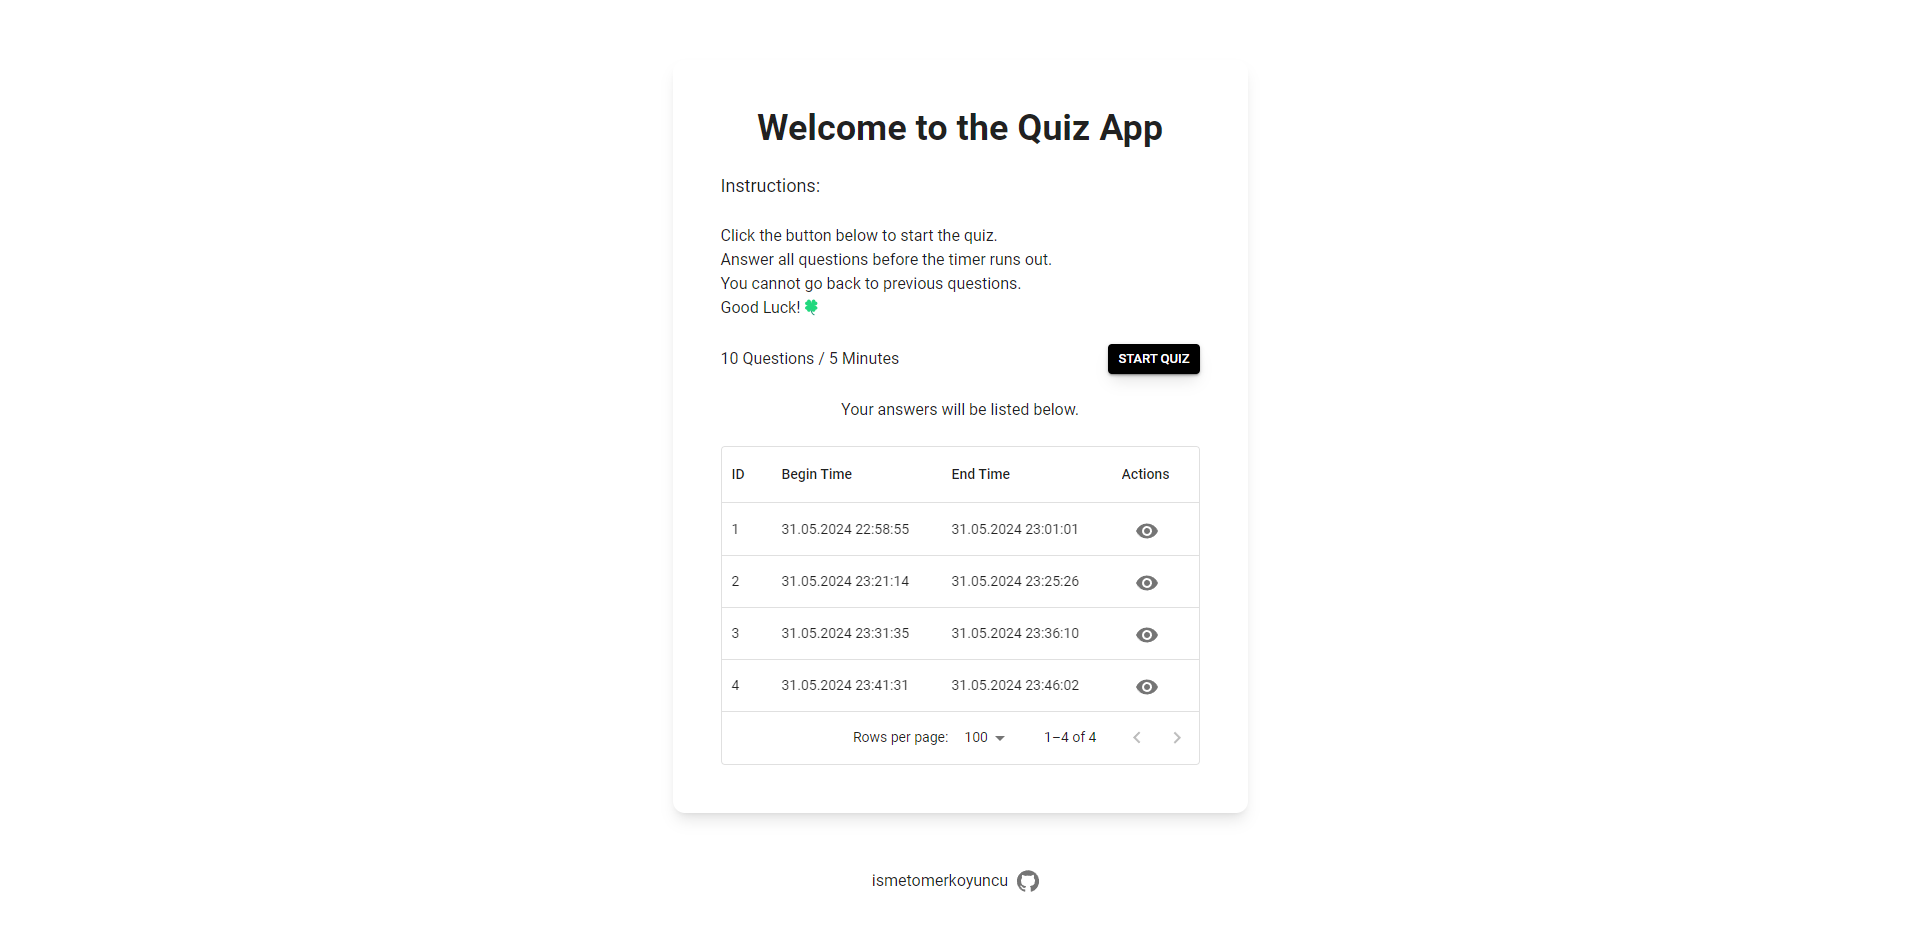 Welcome to the Quiz App
Instructions:
Click the button below to start the quiz.
Answer all questions before the timer runs out.
You cannot go back to previous questions.
Good Luck! 🍀
10 Questions / 5 Minutes START QUIZ
Your answers will be listed below.
ID Begin Time End Time Actions
1 31.05.2024 22:58:55 31.05.2024 23:01:01
2 31.05.2024 23:21:14 31.05.2024 23:25:26
3 31.05.2024 23:31:35 31.05.2024 23:36:10
4 31.05.2024 23:41:31 31.05.2024 23:46:02
Rows per page: 100 1–4 of 4
ismetomerkoyuncu